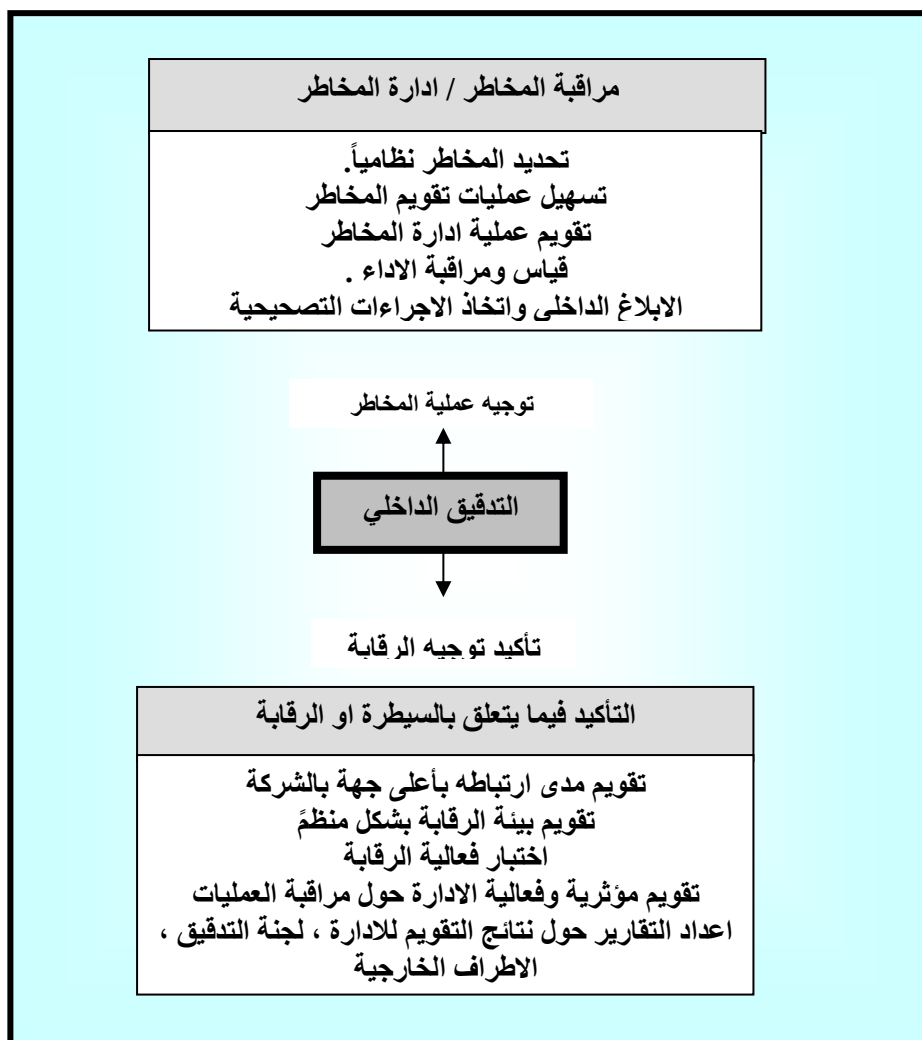 مراقبة المخاطر / ادارة المخاطر
تحديد المخاطر نظامياً.
تسهيل عمليات تقويم المخاطر
تقويم عملية ادارة المخاطر
قياس ومراقبة الاداء .
الابلاغ الداخلي واتخاذ الاجراءات التصحيحية
توجيه عملية المخاطر
التدقيق الداخلي
تأكيد توجيه الرقابة
التأكيد فيما يتعلق بالسيطرة او الرقابة
تقويم مدى ارتباطه بأعلى جهة بالشركة
تقويم بيئة الرقابة بشكل منظمً
اختبار فعالية الرقابة
تقويم مؤثرية وفعالية الادارة حول مراقبة العمليات
اعداد التقارير حول نتائج التقويم للادارة ، لجنة التدقيق ،
الاطراف الخارجية